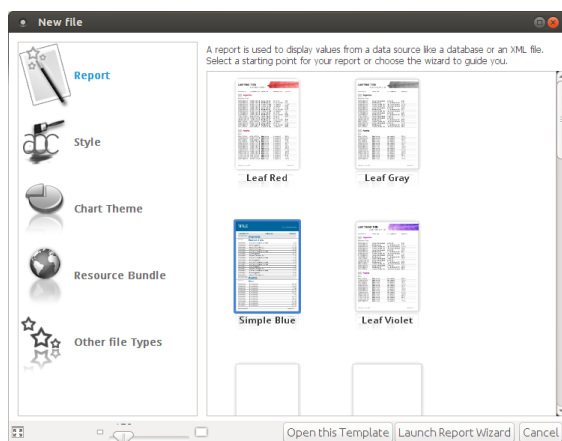 New file
Report
Style
Chart Theme
Resource Bundle
Other file Types
A report is used to display values from a data source like a database or an XML file.
Select a starting point for your report or choose the wizard to guide you.
Leaf Red
Leaf Gray
TITLE
Simple Blue
Leaf Violet
Open this Template
Launch Report Wizard
Cancel